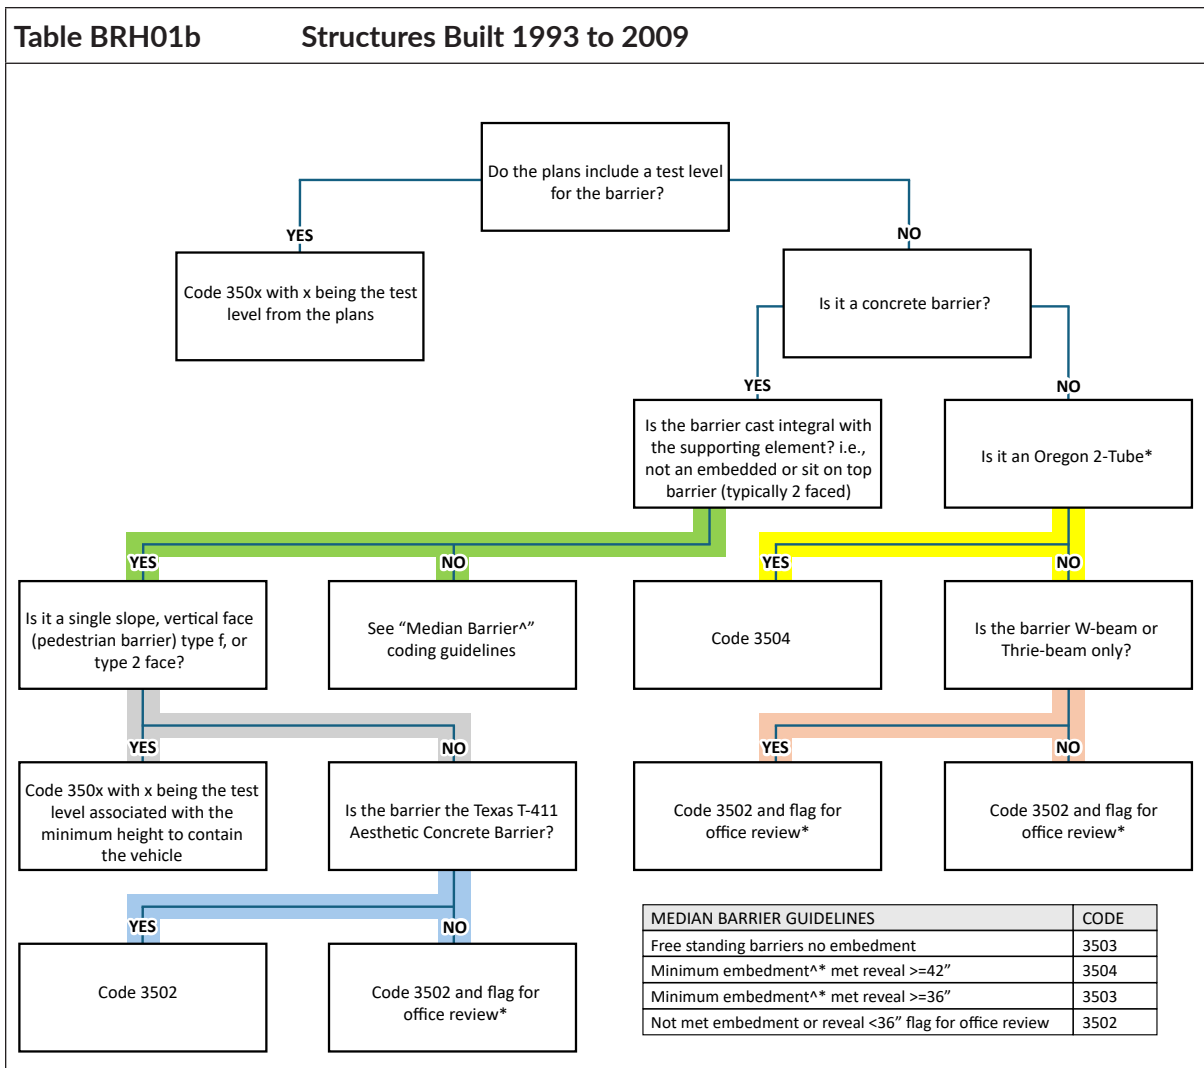 Table BRH01b Structures Built 1993 to 2009
Do the plans include a test level
for the barrier?
YES
NO
Code 350x with x being the test
level from the plans
Is it a concrete barrier?
YES
NO
Is the barrier cast integral with
the supporting element? i.e.,
not an embedded or sit on top
barrier (typically 2 faced)
Is it an Oregon 2-Tube*
YES
NO
YES
NO
Is it a single slope, vertical face
(pedestrian barrier) type f, or
type 2 face?
See “Median Barrier^”
coding guidelines
Code 3504
Is the barrier W-beam or
Thrie-beam only?
YES
NO
YES
NO
Code 350x with x being the test
level associated with the
minimum height to contain
the vehicle
Is the barrier the Texas T-411
Aesthetic Concrete Barrier?
Code 3502 and flag for
office review*
Code 3502 and flag for
office review*
YES
NO
Code 3502
Code 3502 and flag for
office review*
MEDIAN BARRIER GUIDELINES CODE
Free standing barriers no embedment 3503
Minimum embedment^* met reveal >=42” 3504
Minimum embedment^* met reveal >=36” 3503
Not met embedment or reveal <36” flag for office review 3502